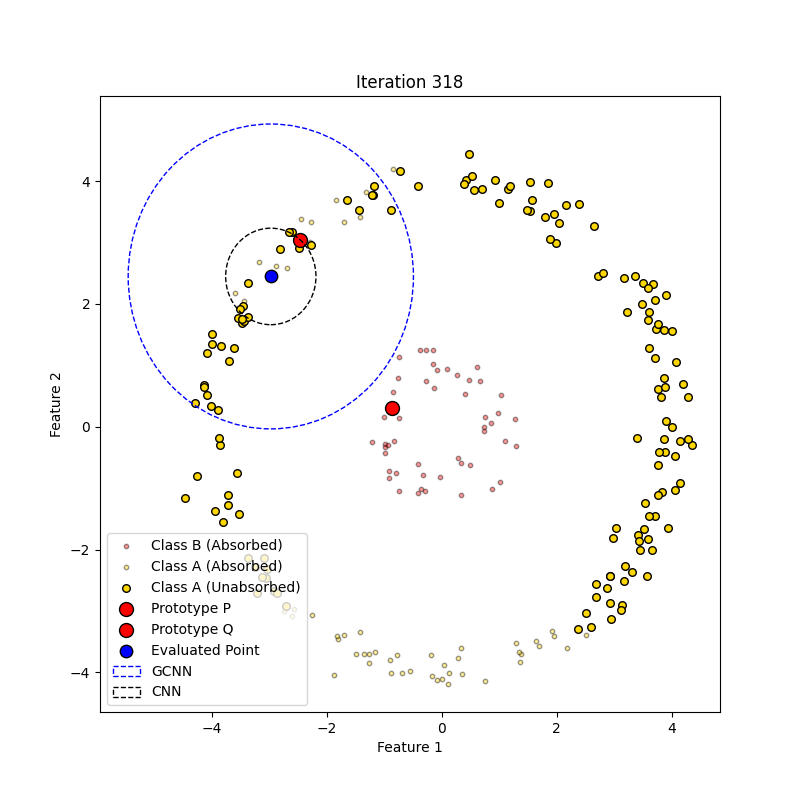 Iteration 318
Feature 2
4
2
0
−2
−4
Class B (Absorbed)
Class A (Absorbed)
Class A (Unabsorbed)
Prototype P
Prototype Q
Evaluated Point
GCNN
CNN
−4 −2 0 2 4
Feature 1